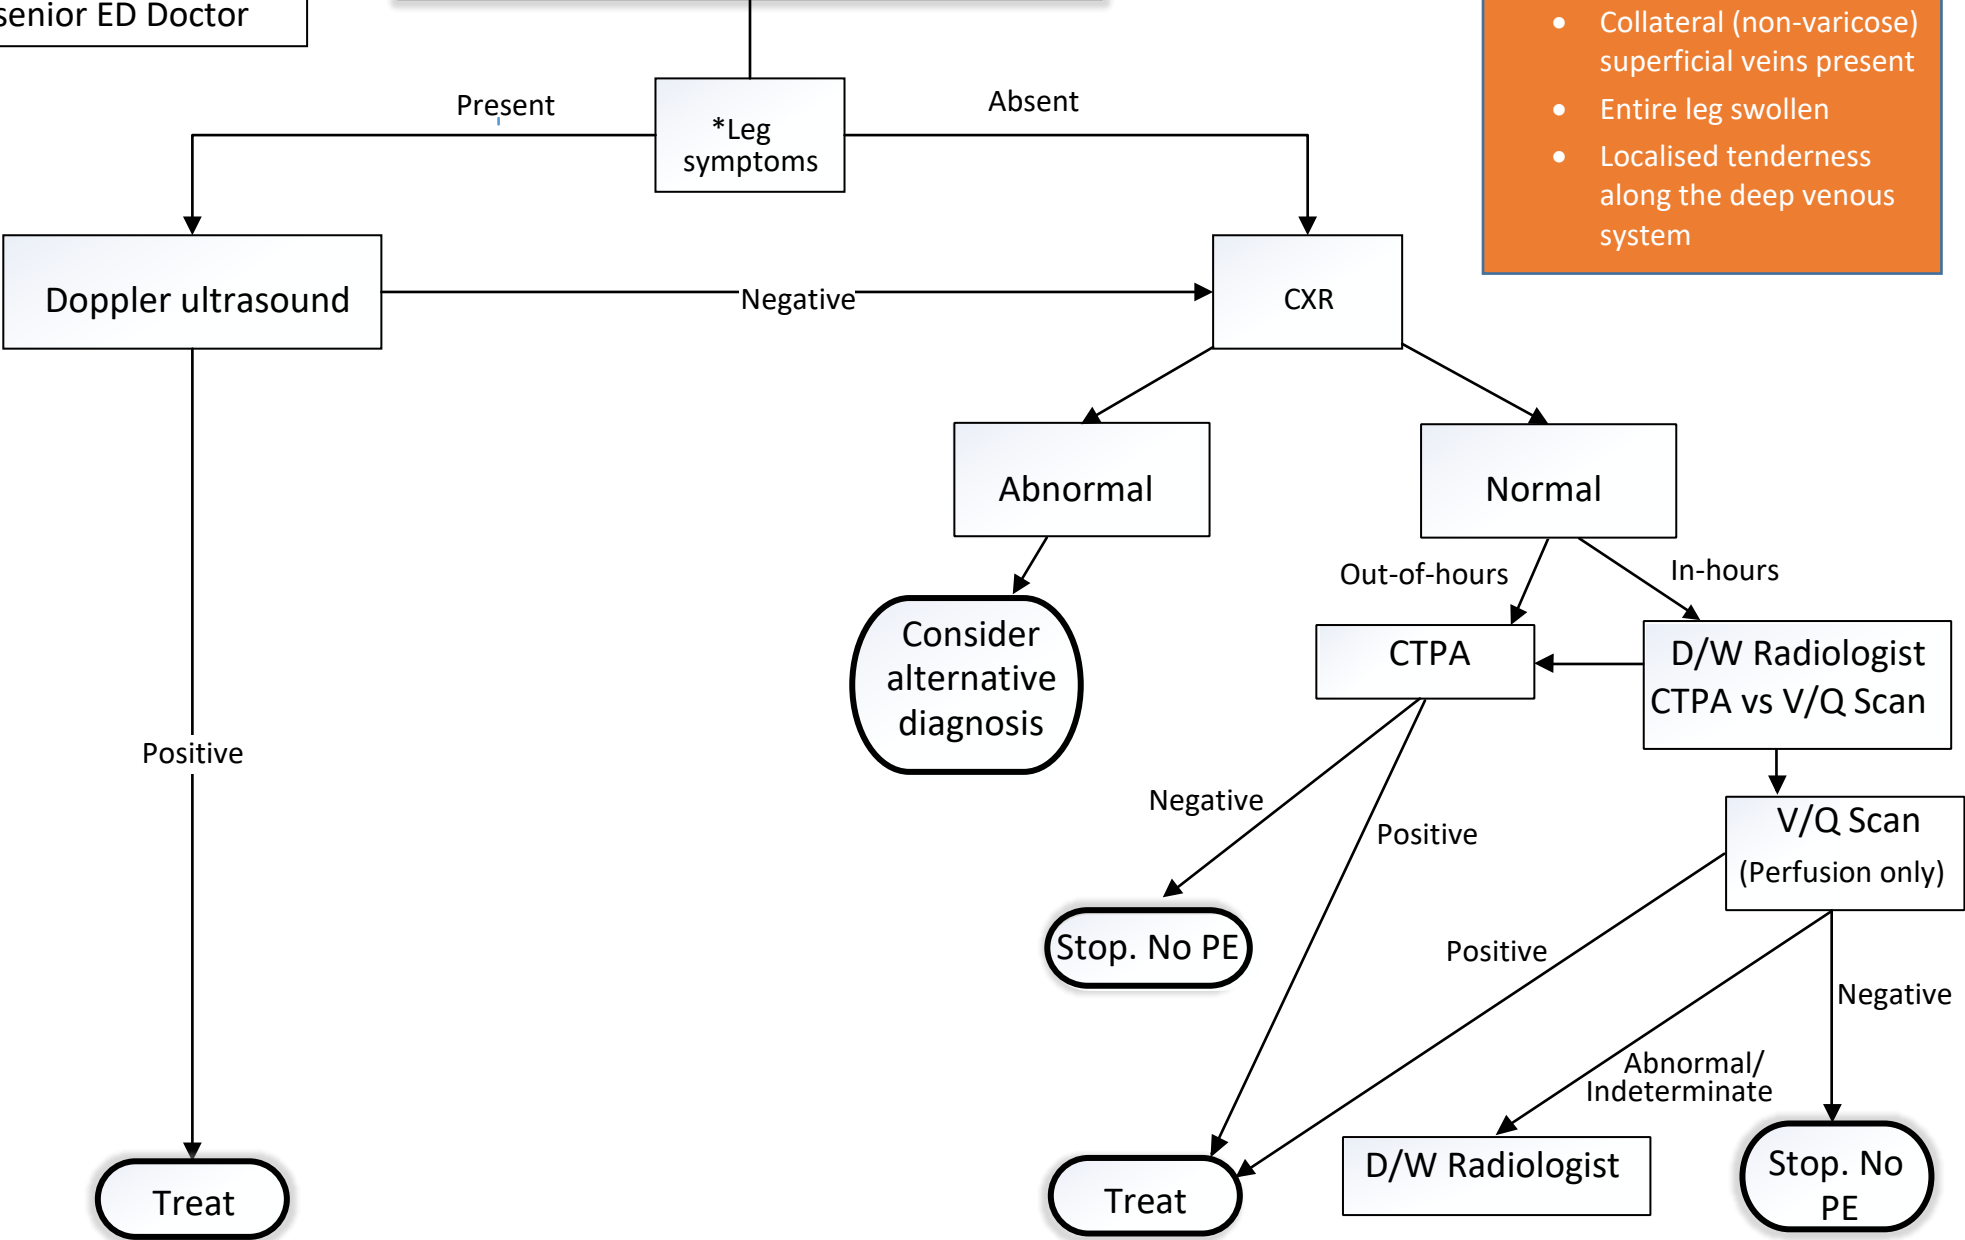 senior ED Doctor
• Collateral (non-varicose)
superficial veins present
• Entire leg swollen
• Localised tenderness
along the deep venous
system
Present
*Leg
symptoms
Absent
Doppler ultrasound
Negative
CXR
Abnormal
Normal
Out-of-hours
In-hours
Consider
alternative
diagnosis
CTPA
D/W Radiologist
CTPA vs V/Q Scan
Positive
Negative
Positive
V/Q Scan
(Perfusion only)
Stop. No PE
Positive
Negative
Abnormal/
Indeterminate
Treat
Treat
D/W Radiologist
Stop. No
PE